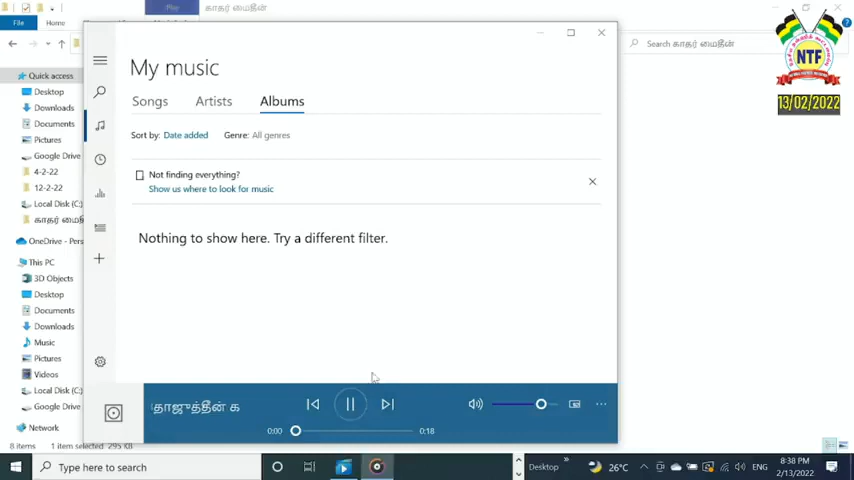 Play
காதர் மைதீன்
File
Home
Search காதர் மைதீன்
NTF
13/02/2022
My music
Songs Artists Albums
Sort by: Date added Genre: All genres
Not finding everything?
Show us where to look for music
Nothing to show here. Try a different filter.
Quick access
Desktop
Downloads
Documents
Pictures
Google Drive
4-2-22
12-2-22
Local Disk (C:
காதர் மைதீ
OneDrive - Pers
This PC
3D Objects
Desktop
Documents
Downloads
Music
Pictures
Videos
Local Disk (C:)
Google Drive
Network
தாஜுத்தீன் க
0:00
0:18
8 items 1 item selected 295 KB
Type here to search
Desktop
26°C
ENG
8:38 PM
2/13/2022